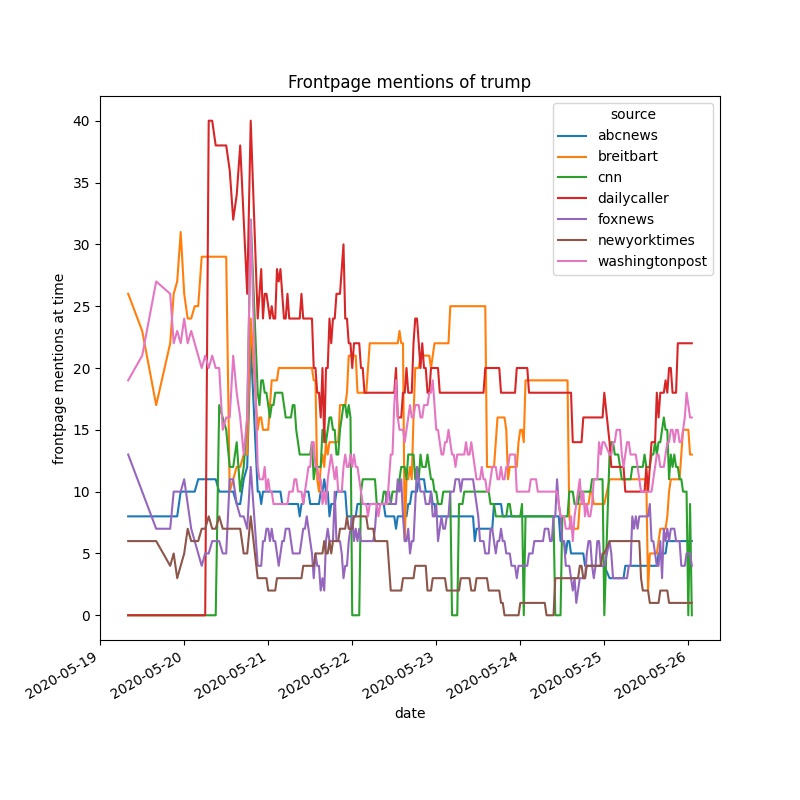 Frontpage mentions of trump
source
abcnews
breitbart
cnn
dailycaller
foxnews
newyorktimes
washingtonpost
frontpage mentions at time
40
35
30
25
20
15
10
5
0
2020-05-19
2020-05-20
2020-05-21
2020-05-22
2020-05-23
2020-05-24
2020-05-25
2020-05-26
date